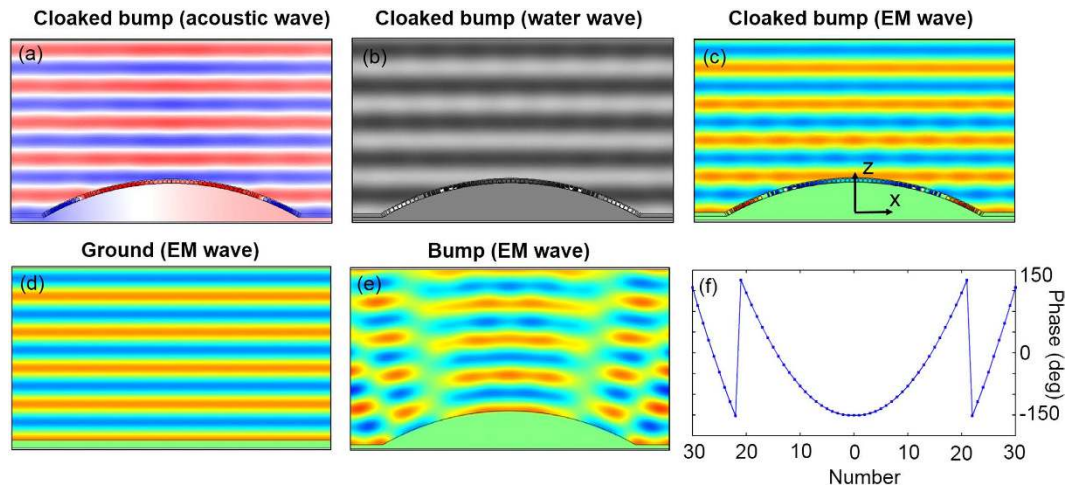 Cloaked bump (acoustic wave) Cloaked bump (water wave) Cloaked bump (EM wave)
(a) (b) (c)
z
x
Ground (EM wave) Bump (EM wave)
(d) (e) (f)
150
0
-150
Phase (deg)
30 20 10 0 10 20 30
Number